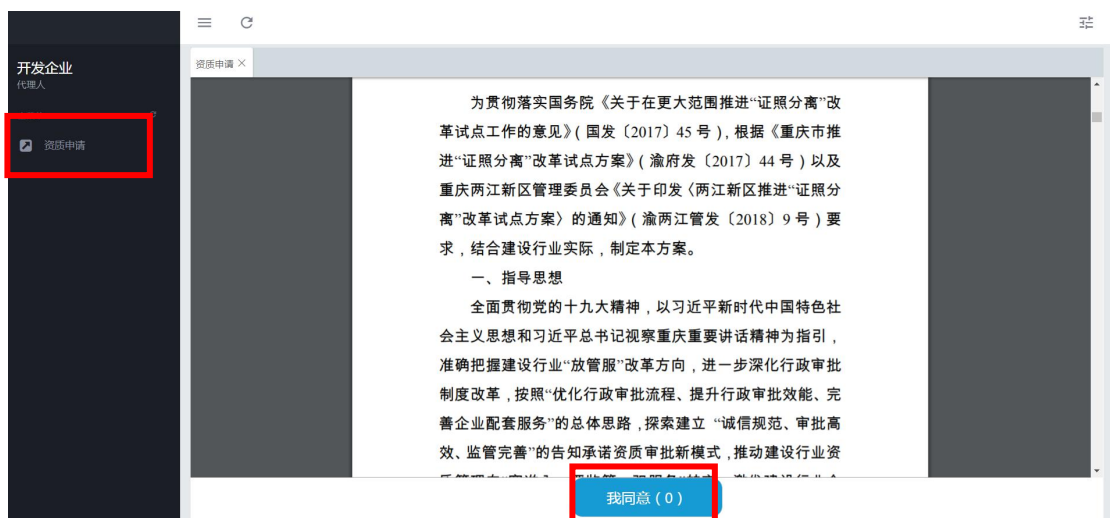 开发企业
代理人
资质申请
资质申请 ×
为贯彻落实国务院《关于在更大范围推进“证照分离”改
革试点工作的意见》(国发〔2017〕45号),根据《重庆市推
进“证照分离”改革试点方案》(渝府发〔2017〕44号)以及
重庆两江新区管理委员会《关于印发〈两江新区推进“证照分
离”改革试点方案〉的通知》(渝两江管发〔2018〕9号)要
求,结合建设行业实际,制定本方案。
一、指导思想
全面贯彻党的十九大精神,以习近平新时代中国特色社
会主义思想和习近平总书记视察重庆重要讲话精神为指引,
准确把握建设行业“放管服”改革方向,进一步深化行政审批
制度改革,按照“优化行政审批流程、提升行政审批效能、完
善企业配套服务”的总体思路,探索建立“诚信规范、审批高
效、监管完善”的告知承诺资质审批新模式,推动建设行业资
我同意(0)